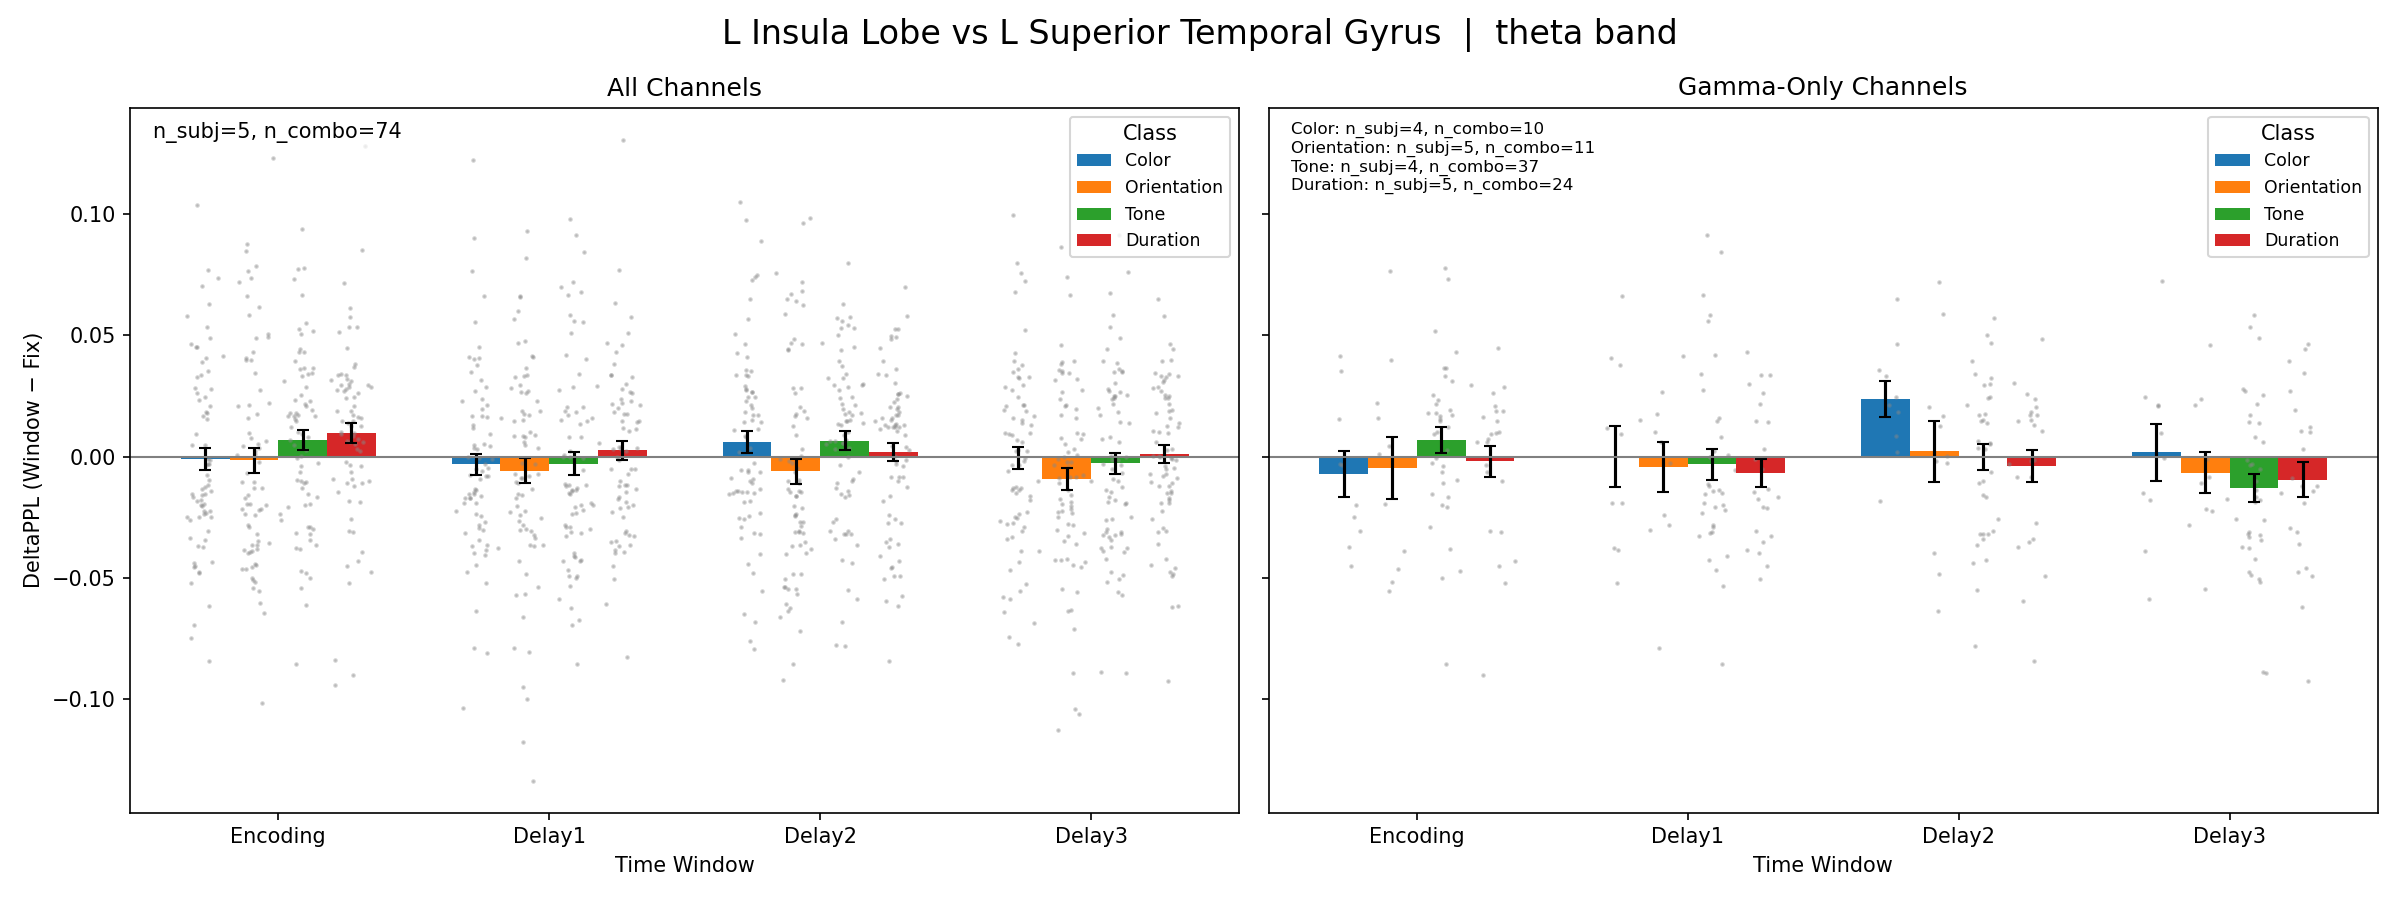 L Insula Lobe vs L Superior Temporal Gyrus | theta band
All Channels
n_subj=5, n_combo=74
Class
Color
Orientation
Tone
Duration
DeltaPPL (Window − Fix)
0.10
0.05
0.00
−0.05
−0.10
Encoding
Delay1
Delay2
Delay3
Time Window
Gamma-Only Channels
Color: n_subj=4, n_combo=10
Orientation: n_subj=5, n_combo=11
Tone: n_subj=4, n_combo=37
Duration: n_subj=5, n_combo=24
Class
Color
Orientation
Tone
Duration
Encoding
Delay1
Delay2
Delay3
Time Window